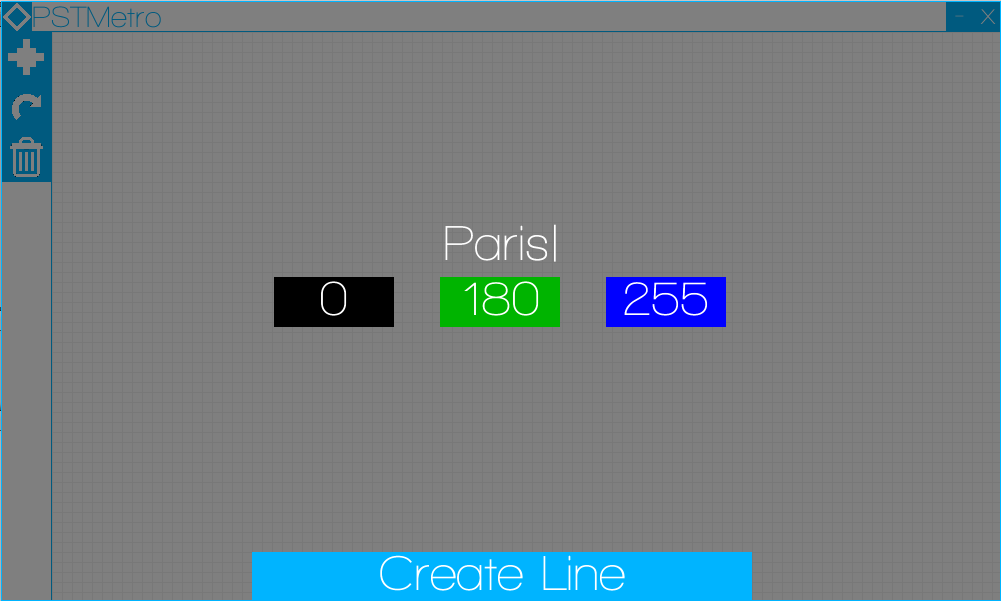 PSTMetro
- X
Paris
0 180 255
Create Line